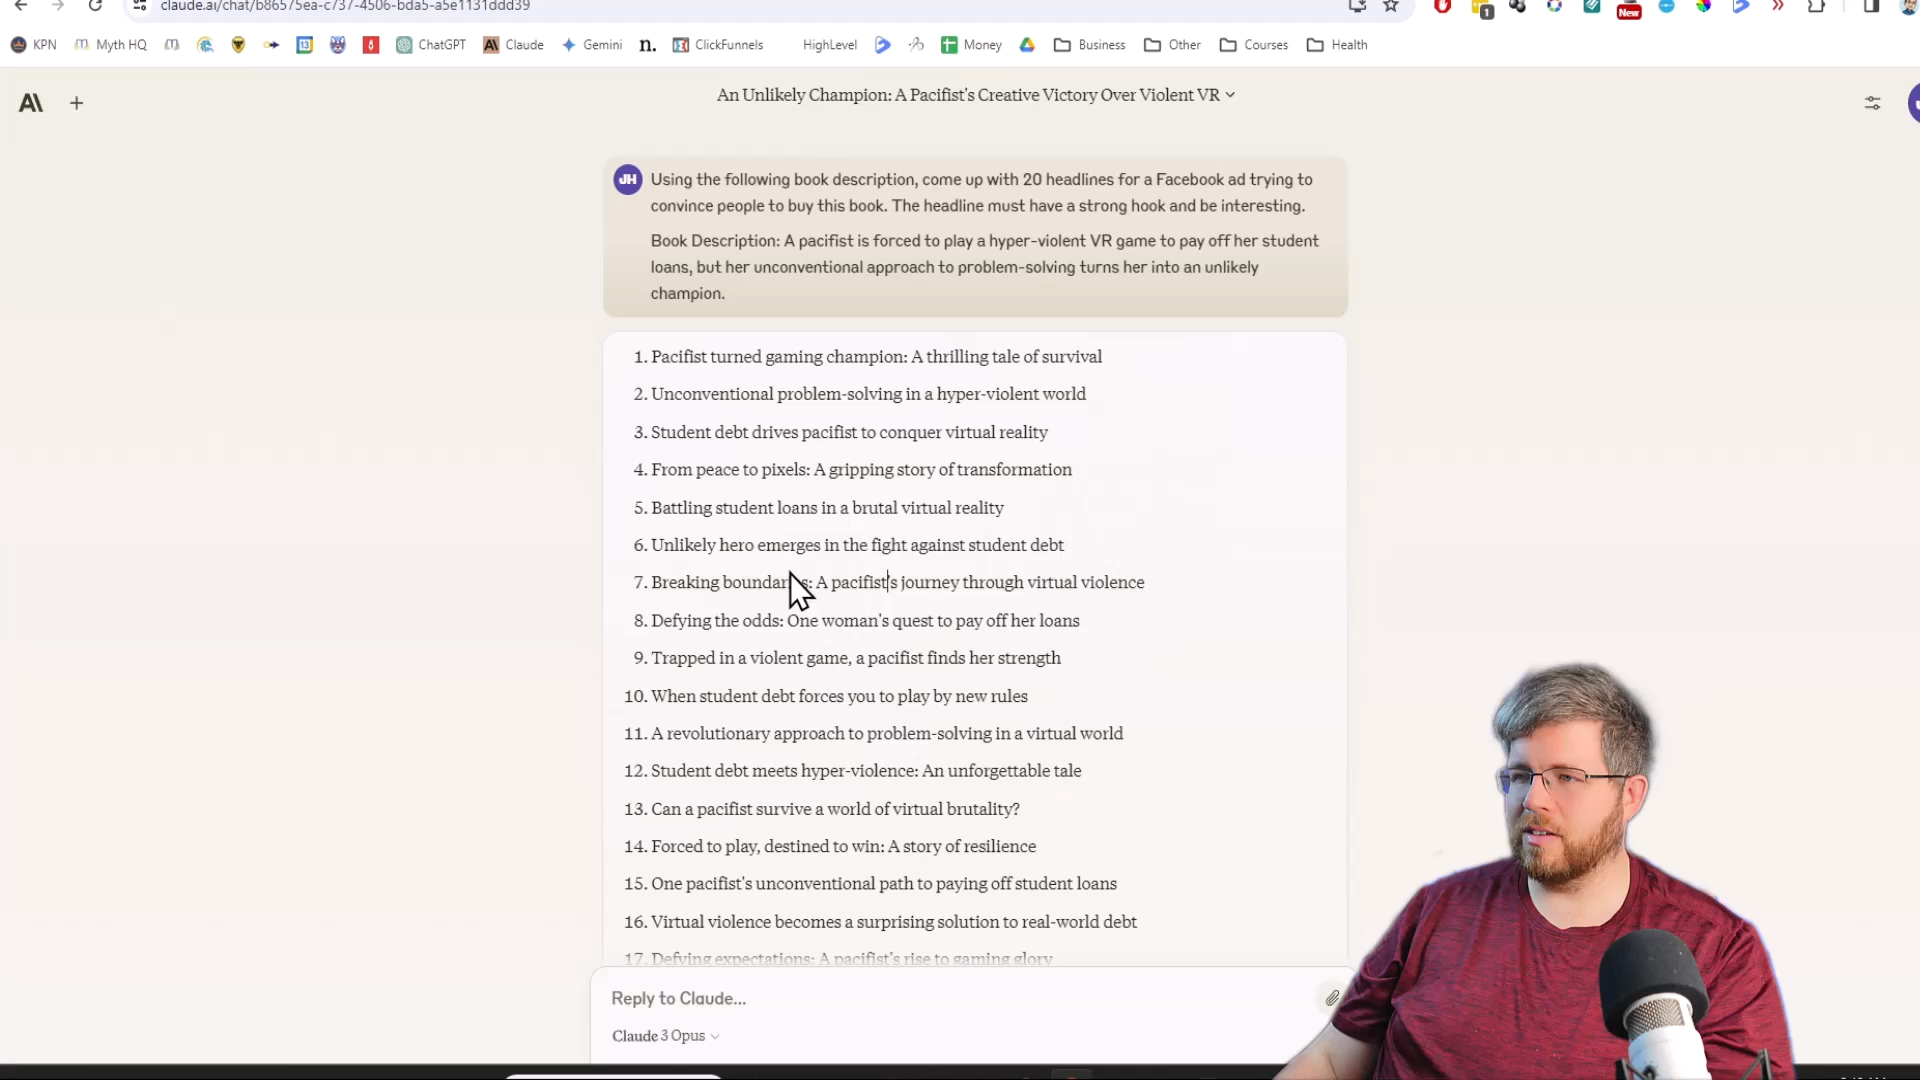 claude.ai/chat/b86575ea-c737-4506-bda5-a5e1131ddd39
1
New
KPN Myth HQ ChatGPT Claude Gemini n. ClickFunnels HighLevel Money Business Other Courses Health
An Unlikely Champion: A Pacifist's Creative Victory Over Violent VR
JH
Using the following book description, come up with 20 headlines for a Facebook ad trying to
convince people to buy this book. The headline must have a strong hook and be interesting.
Book Description: A pacifist is forced to play a hyper-violent VR game to pay off her student
loans, but her unconventional approach to problem-solving turns her into an unlikely
champion.
1. Pacifist turned gaming champion: A thrilling tale of survival
2. Unconventional problem-solving in a hyper-violent world
3. Student debt drives pacifist to conquer virtual reality
4. From peace to pixels: A gripping story of transformation
5. Battling student loans in a brutal virtual reality
6. Unlikely hero emerges in the fight against student debt
7. Breaking boundaries: A pacifist's journey through virtual violence
8. Defying the odds: One woman's quest to pay off her loans
9. Trapped in a violent game, a pacifist finds her strength
10. When student debt forces you to play by new rules
11. A revolutionary approach to problem-solving in a virtual world
12. Student debt meets hyper-violence: An unforgettable tale
13. Can a pacifist survive a world of virtual brutality?
14. Forced to play, destined to win: A story of resilience
15. One pacifist's unconventional path to paying off student loans
16. Virtual violence becomes a surprising solution to real-world debt
17. Defying expectations: A pacifist's rise to gaming glory
Reply to Claude...
Claude 3 Opus